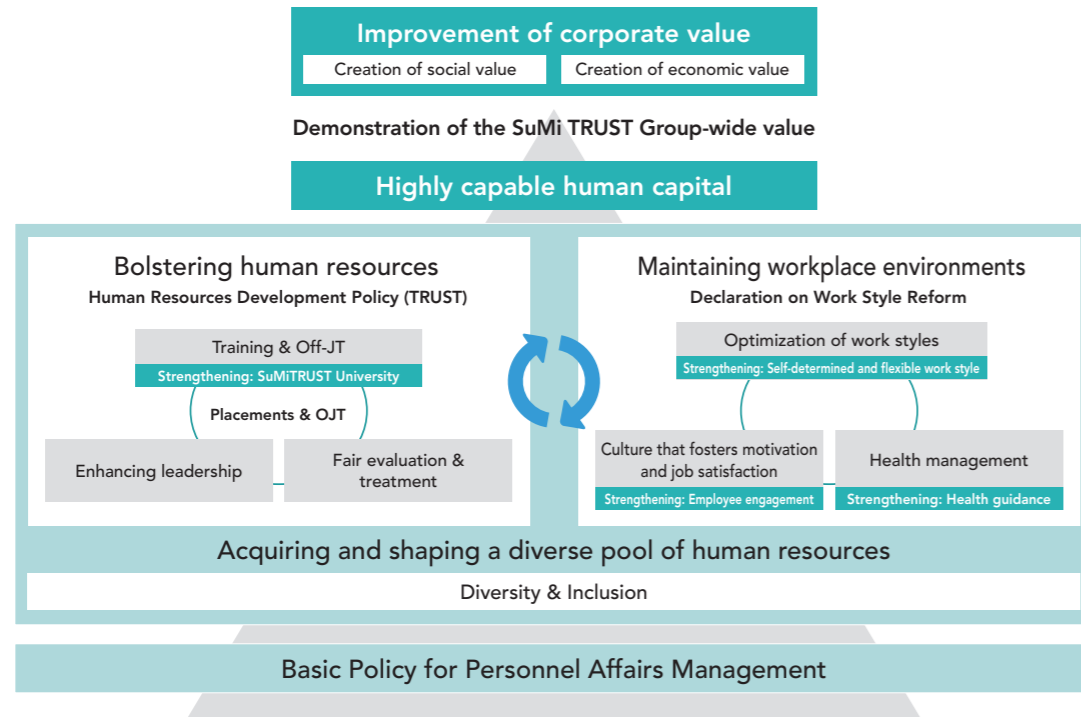 Improvement of corporate value
Creation of social value
Creation of economic value
Demonstration of the SuMi TRUST Group-wide value
Highly capable human capital
Bolstering human resources
Human Resources Development Policy (TRUST)
Training & Off-JT
Strengthening: SuMiTRUST University
Placements & OJT
Enhancing leadership
Fair evaluation &
treatment
Maintaining workplace environments
Declaration on Work Style Reform
Optimization of work styles
Strengthening: Self-determined and flexible work style
Culture that fosters motivation
and job satisfaction
Strengthening: Employee engagement
Health management
Strengthening: Health guidance
Acquiring and shaping a diverse pool of human resources
Diversity & Inclusion
Basic Policy for Personnel Affairs Management